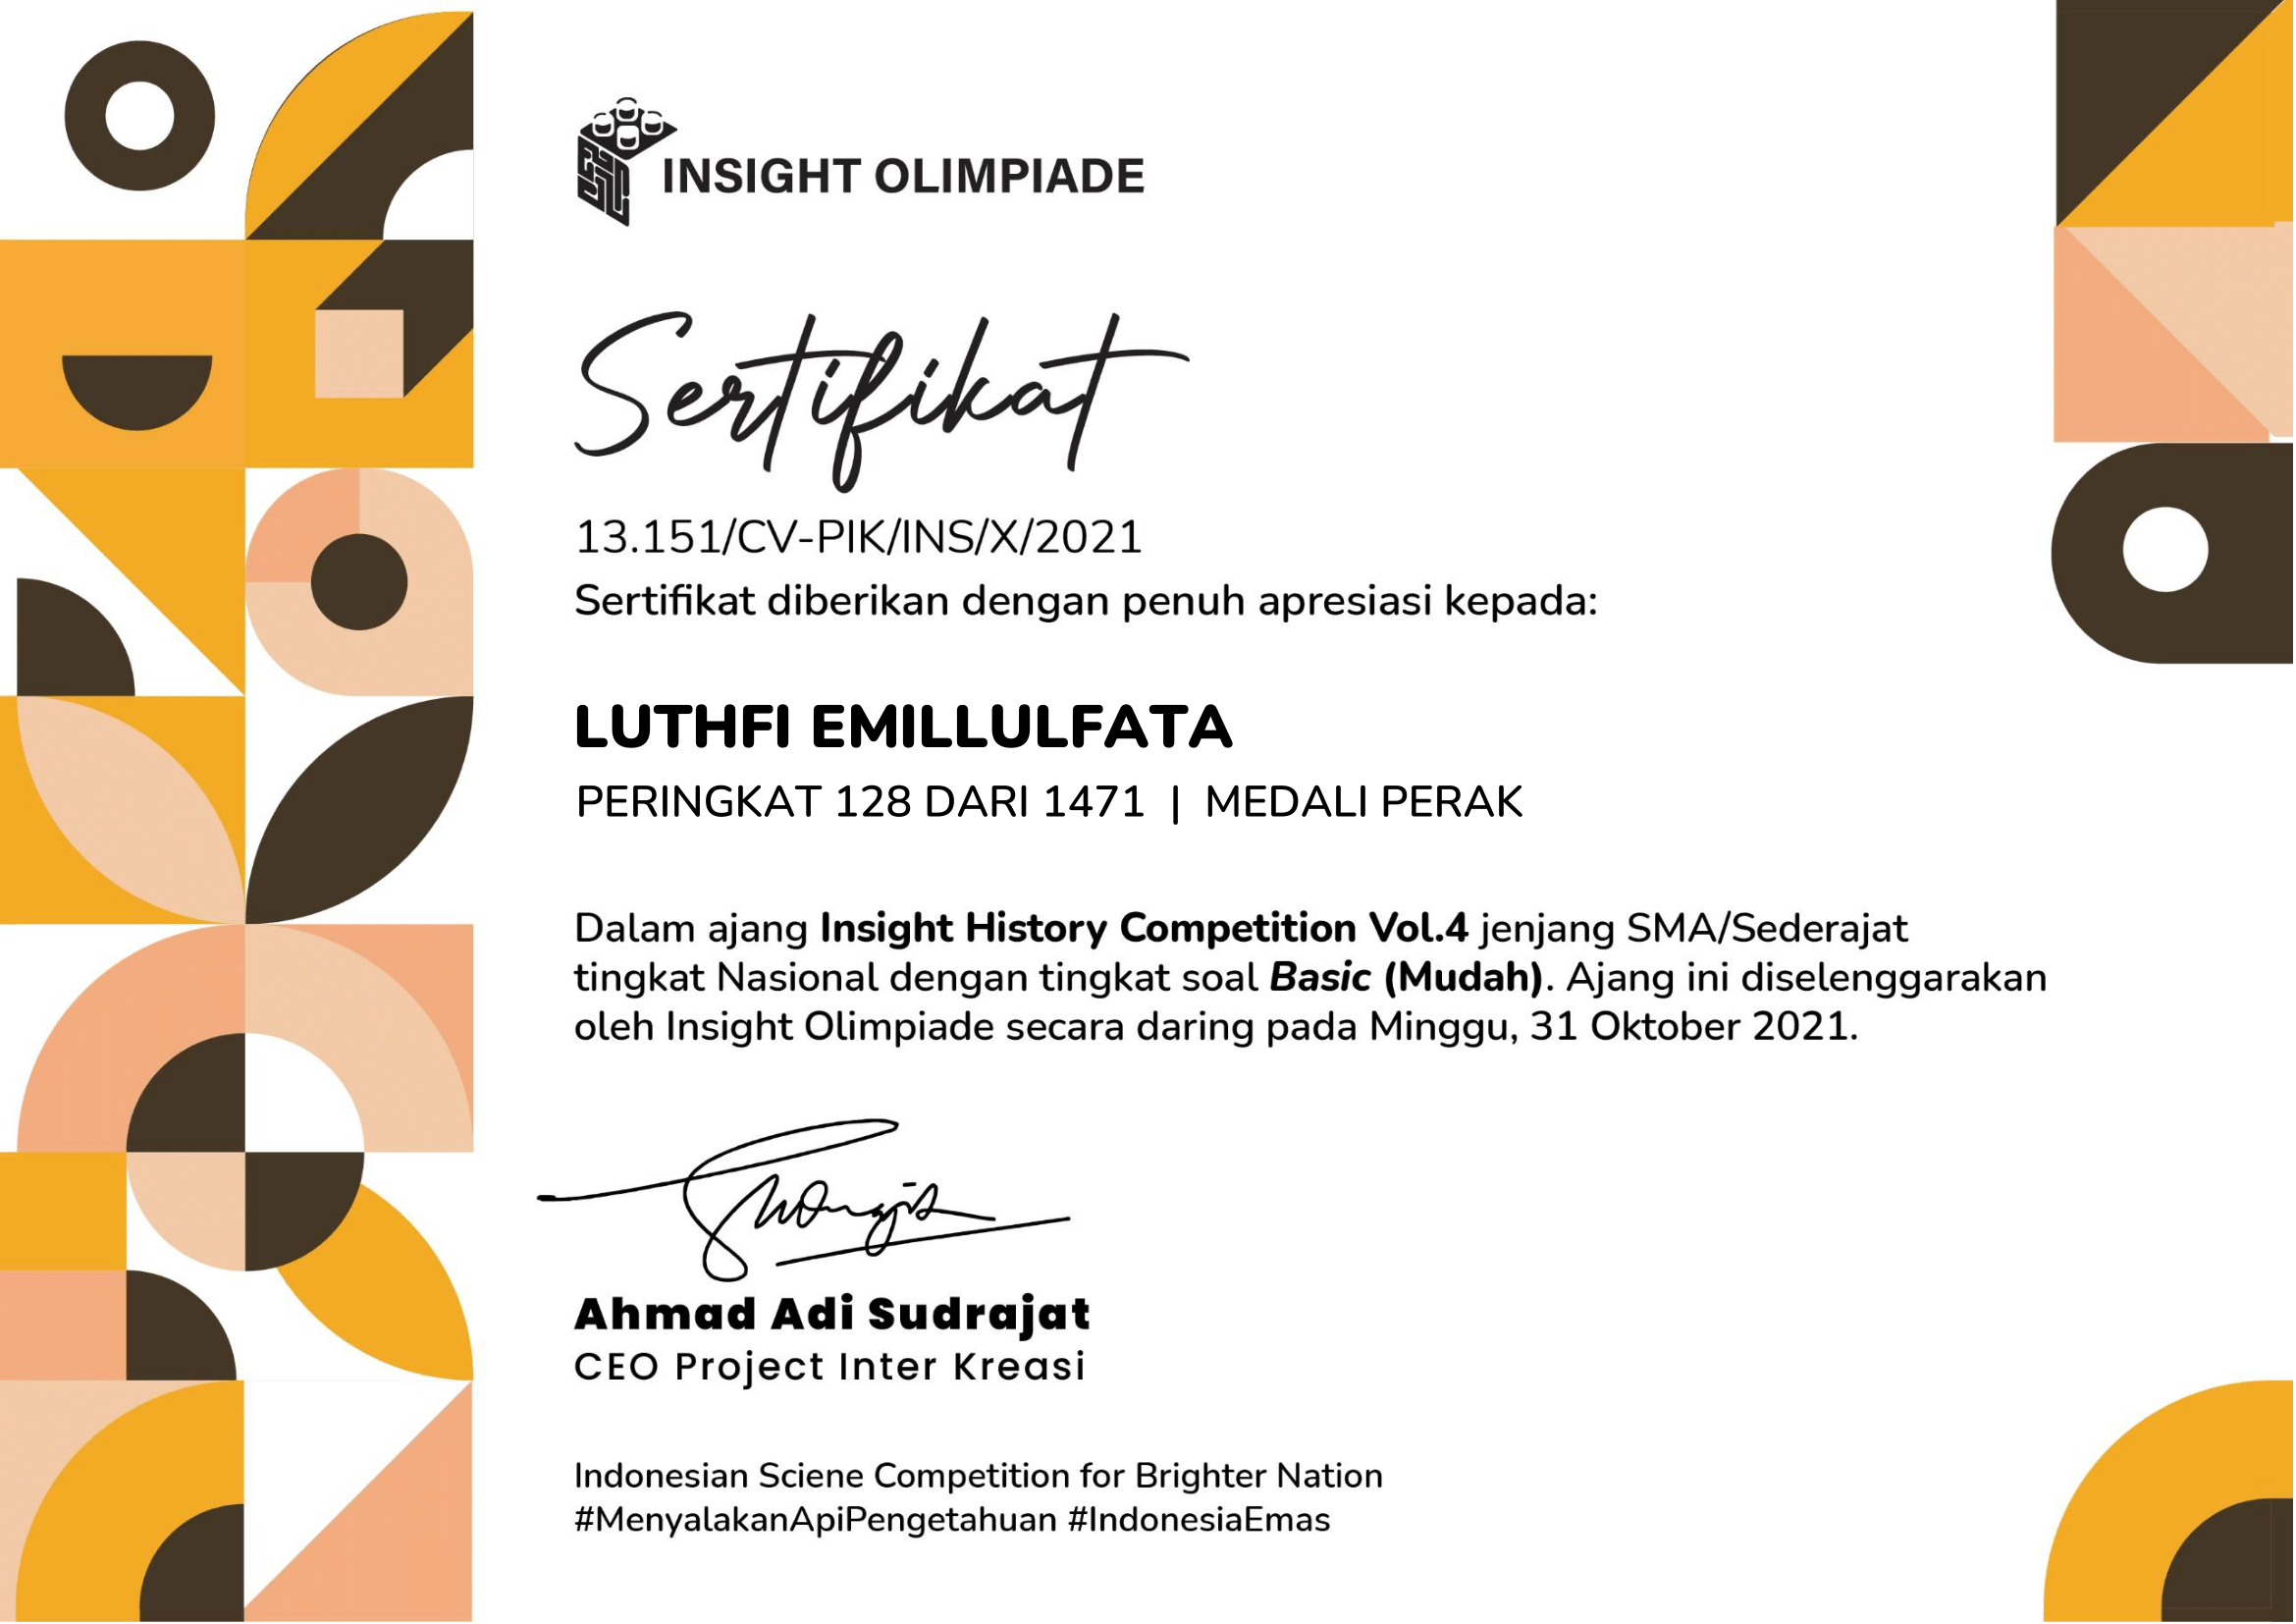 INSIGHT OLIMPIADE
Sertifikat
13.151/CV-PIK/INS/X/2021
Sertifikat diberikan dengan penuh apresiasi kepada:
LUTHFI EMILLULFATA
PERINGKAT 128 DARI 1471 | MEDALI PERAK
Dalam ajang Insight History Competition Vol.4 jenjang SMA/Sederajat
tingkat Nasional dengan tingkat soal Basic (Mudah). Ajang ini diselenggarakan
oleh Insight Olimpiade secara daring pada Minggu, 31 Oktober 2021.
Ahmad Adi Sudrajat
CEO Project Inter Kreasi
Indonesian Sciene Competition for Brighter Nation
#MenyalakanApiPengetahuan #IndonesiaEmas